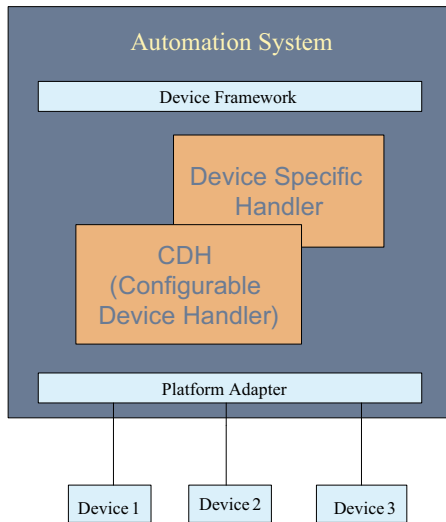 Automation System
Device Framework
Device Specific
Handler
CDH
(Configurable
Device Handler)
Platform Adapter
Device 1
Device 2
Device 3